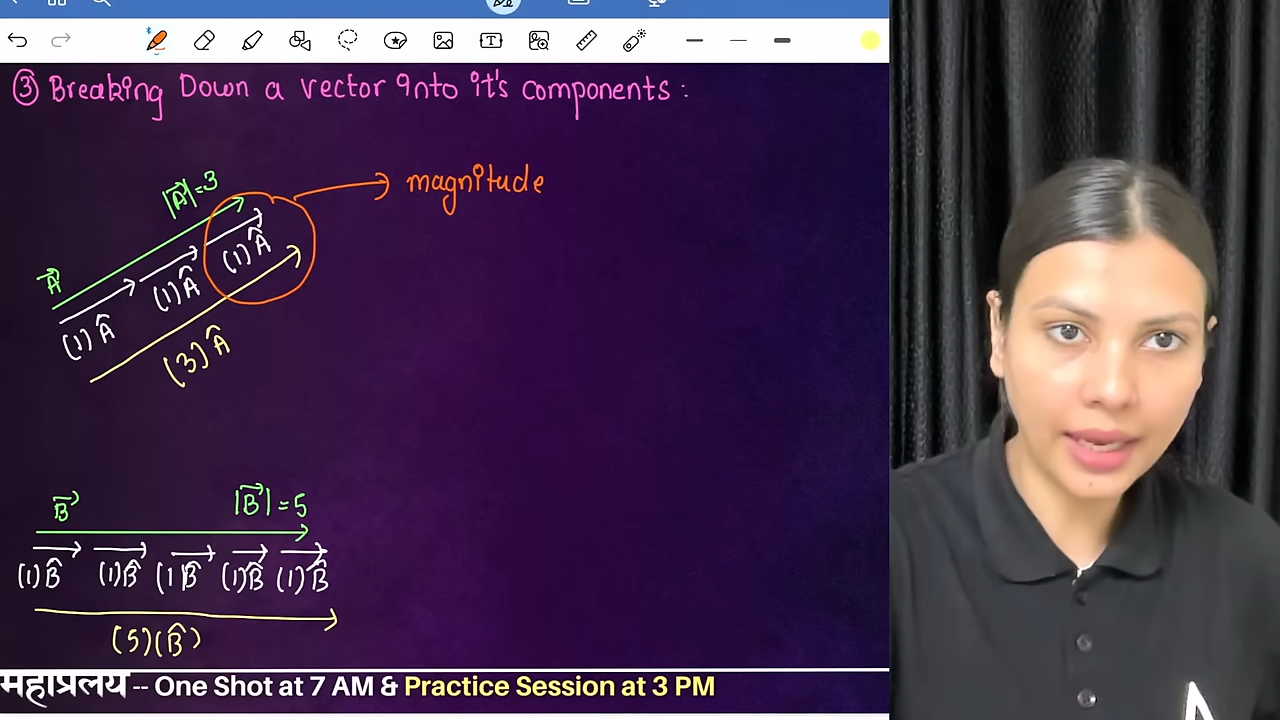 ③ Breaking Down a vector into it's components :
|A⃗|=3
magnitude
A⃗
(1)Â
(1)Â
(1)Â
(3)Â
B⃗
|B⃗| = 5
(1)B̂ (1)B̂ (1)B̂ (1)B̂ (1)B̂
(5)(B̂)
महाप्रलय -- One Shot at 7 AM & Practice Session at 3 PM